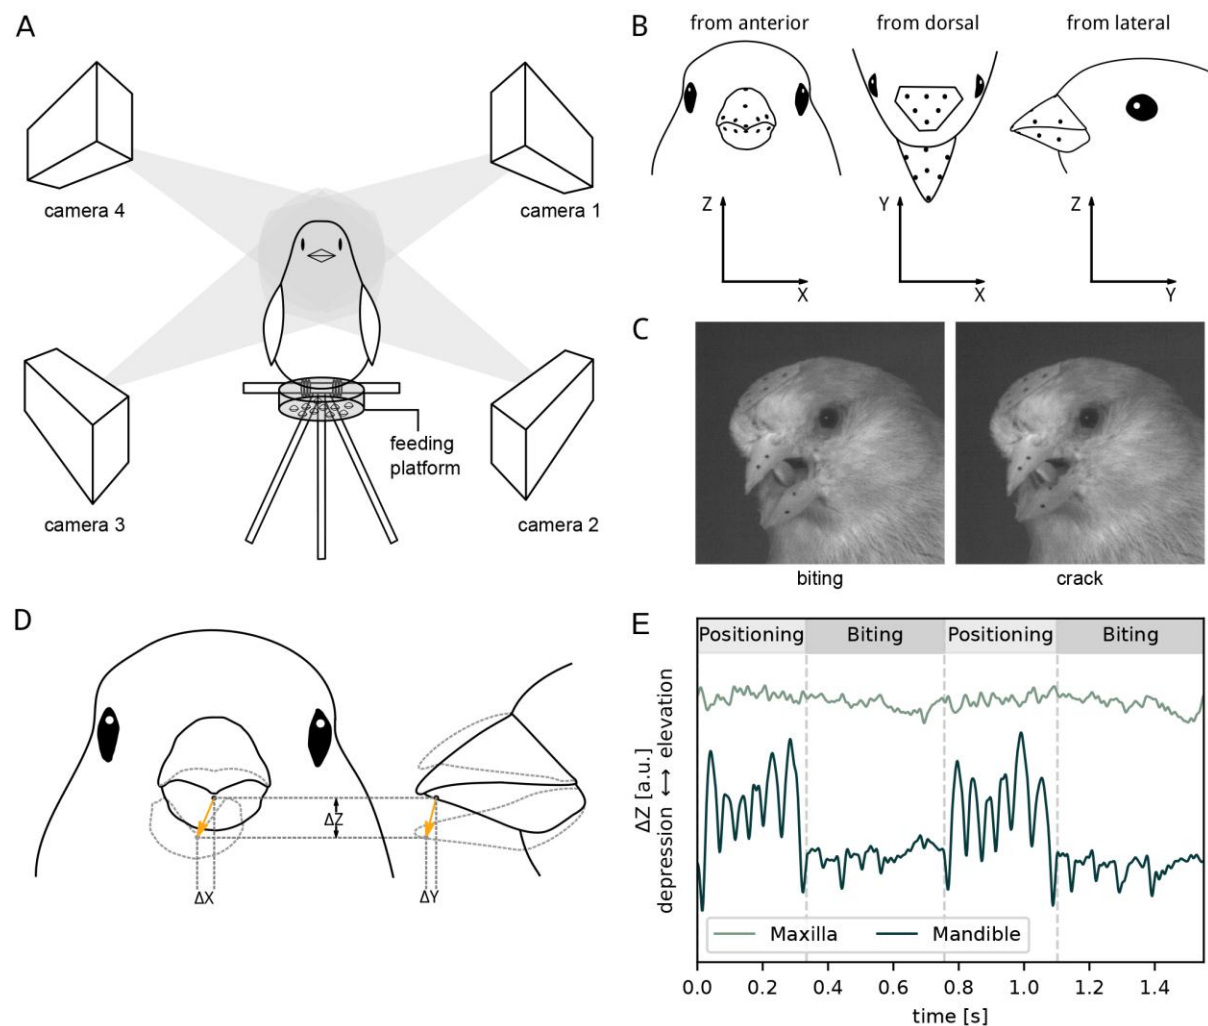 A
camera 4
camera 1
feeding
platform
camera 3
camera 2
B
from anterior
from dorsal
from lateral
Z
X
Y
X
Z
Y
C
biting
crack
D
ΔZ
ΔX
ΔY
E
Positioning
Biting
Positioning
Biting
ΔZ [a.u.]
depression ⟷ elevation
Maxilla
Mandible
0.0 0.2 0.4 0.6 0.8 1.0 1.2 1.4
time [s]